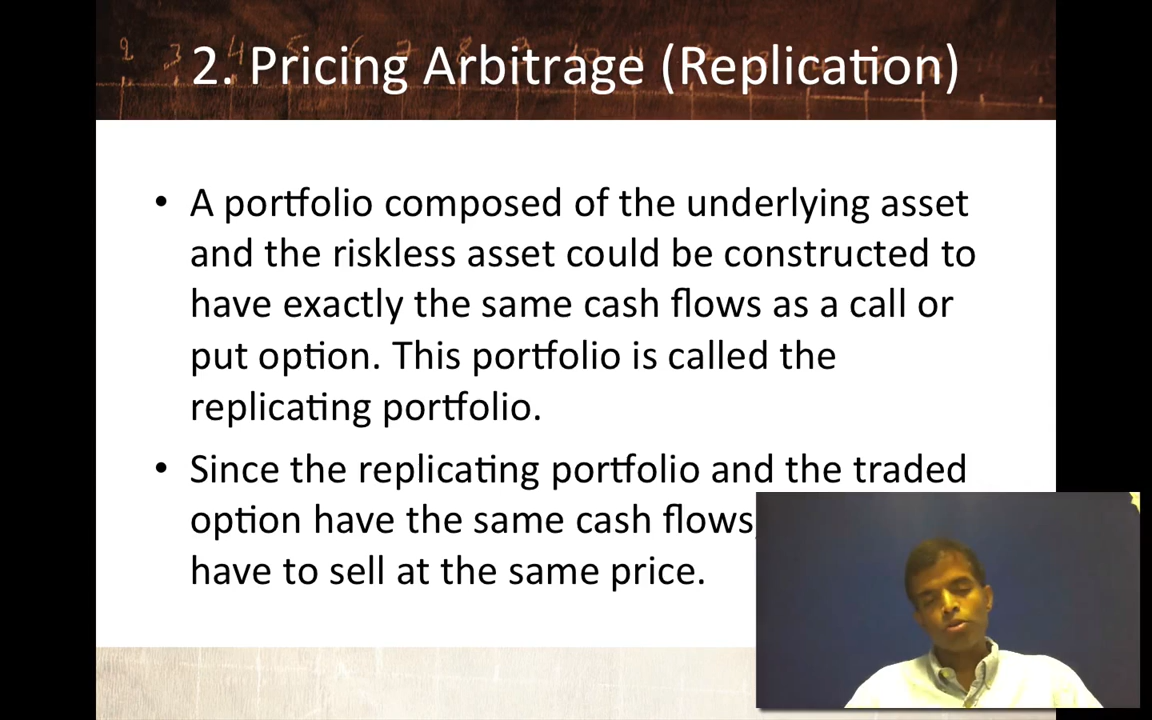 2. Pricing Arbitrage (Replication)
• A portfolio composed of the underlying asset
and the riskless asset could be constructed to
have exactly the same cash flows as a call or
put option. This portfolio is called the
replicating portfolio.
• Since the replicating portfolio and the traded
option have the same cash flows,
have to sell at the same price.